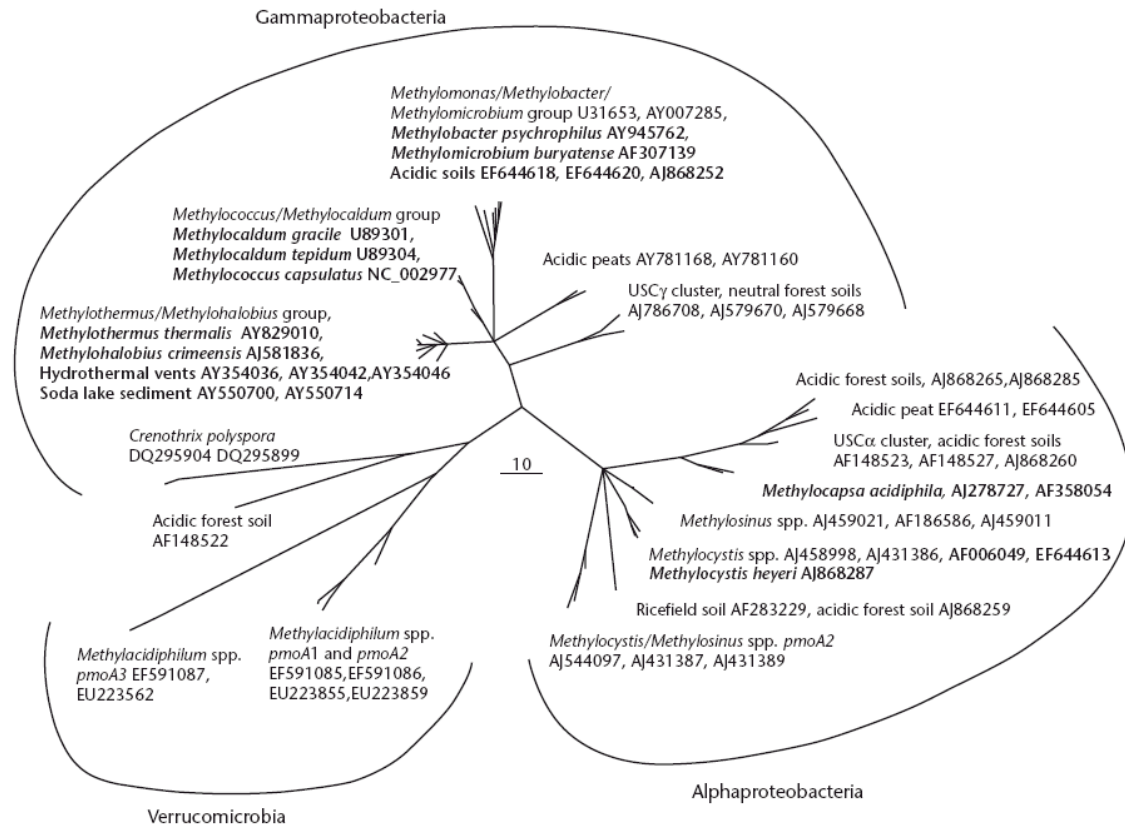 Gammaproteobacteria
Methylomonas/Methylobacter/
Methylomicrobium group U31653, AY007285,
Methylobacter psychrophilus AY945762,
Methylomicrobium buryatense AF307139
Acidic soils EF644618, EF644620, AJ868252
Methylococcus/Methylocaldum group
Methylocaldum gracile U89301,
Methylocaldum tepidum U89304,
Methylococcus capsulatus NC_002977
Acidic peats AY781168, AY781160
USCγ cluster, neutral forest soils
AJ786708, AJ579670, AJ579668
Methylothermus/Methylohalobius group,
Methylothermus thermalis AY829010,
Methylohalobius crimeensis AJ581836,
Hydrothermal vents AY354036, AY354042,AY354046
Soda lake sediment AY550700, AY550714
Acidic forest soils, AJ868265,AJ868285
Acidic peat EF644611, EF644605
Crenothrix polyspora
DQ295904 DQ295899
USCα cluster, acidic forest soils
AF148523, AF148527, AJ868260
10
Methylocapsa acidiphila, AJ278727, AF358054
Acidic forest soil
AF148522
Methylosinus spp. AJ459021, AF186586, AJ459011
Methylocystis spp. AJ458998, AJ431386, AF006049, EF644613
Methylocystis heyeri AJ868287
Ricefield soil AF283229, acidic forest soil AJ868259
Methylocystis/Methylosinus spp. pmoA2
AJ544097, AJ431387, AJ431389
Methylacidiphilum spp.
pmoA3 EF591087,
EU223562
Methylacidiphilum spp.
pmoA1 and pmoA2
EF591085,EF591086,
EU223855,EU223859
Verrucomicrobia
Alphaproteobacteria